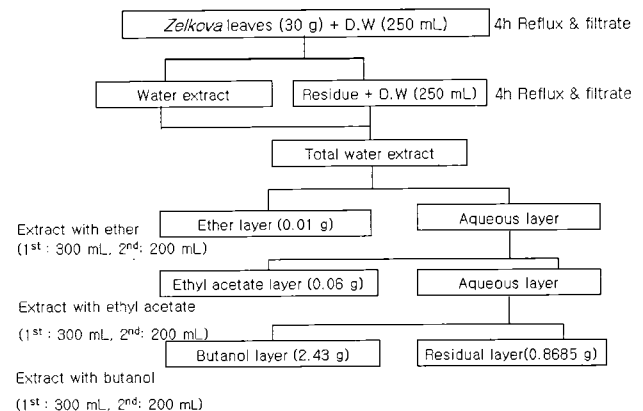 Zelkova leaves (30 g) + D.W (250 mL) 4h Reflux & filtrate
Water extract
Residue + D.W (250 mL) 4h Reflux & filtrate
Total water extract
Ether layer (0.01 g)
Aqueous layer
Extract with ether
(1st : 300 mL, 2nd: 200 mL)
Ethyl acetate layer (0.06 g)
Aqueous layer
Extract with ethyl acetate
(1st : 300 mL, 2nd: 200 mL)
Butanol layer (2.43 g)
Residual layer(0.8685 g)
Extract with butanol
(1st : 300 mL, 2nd: 200 mL)